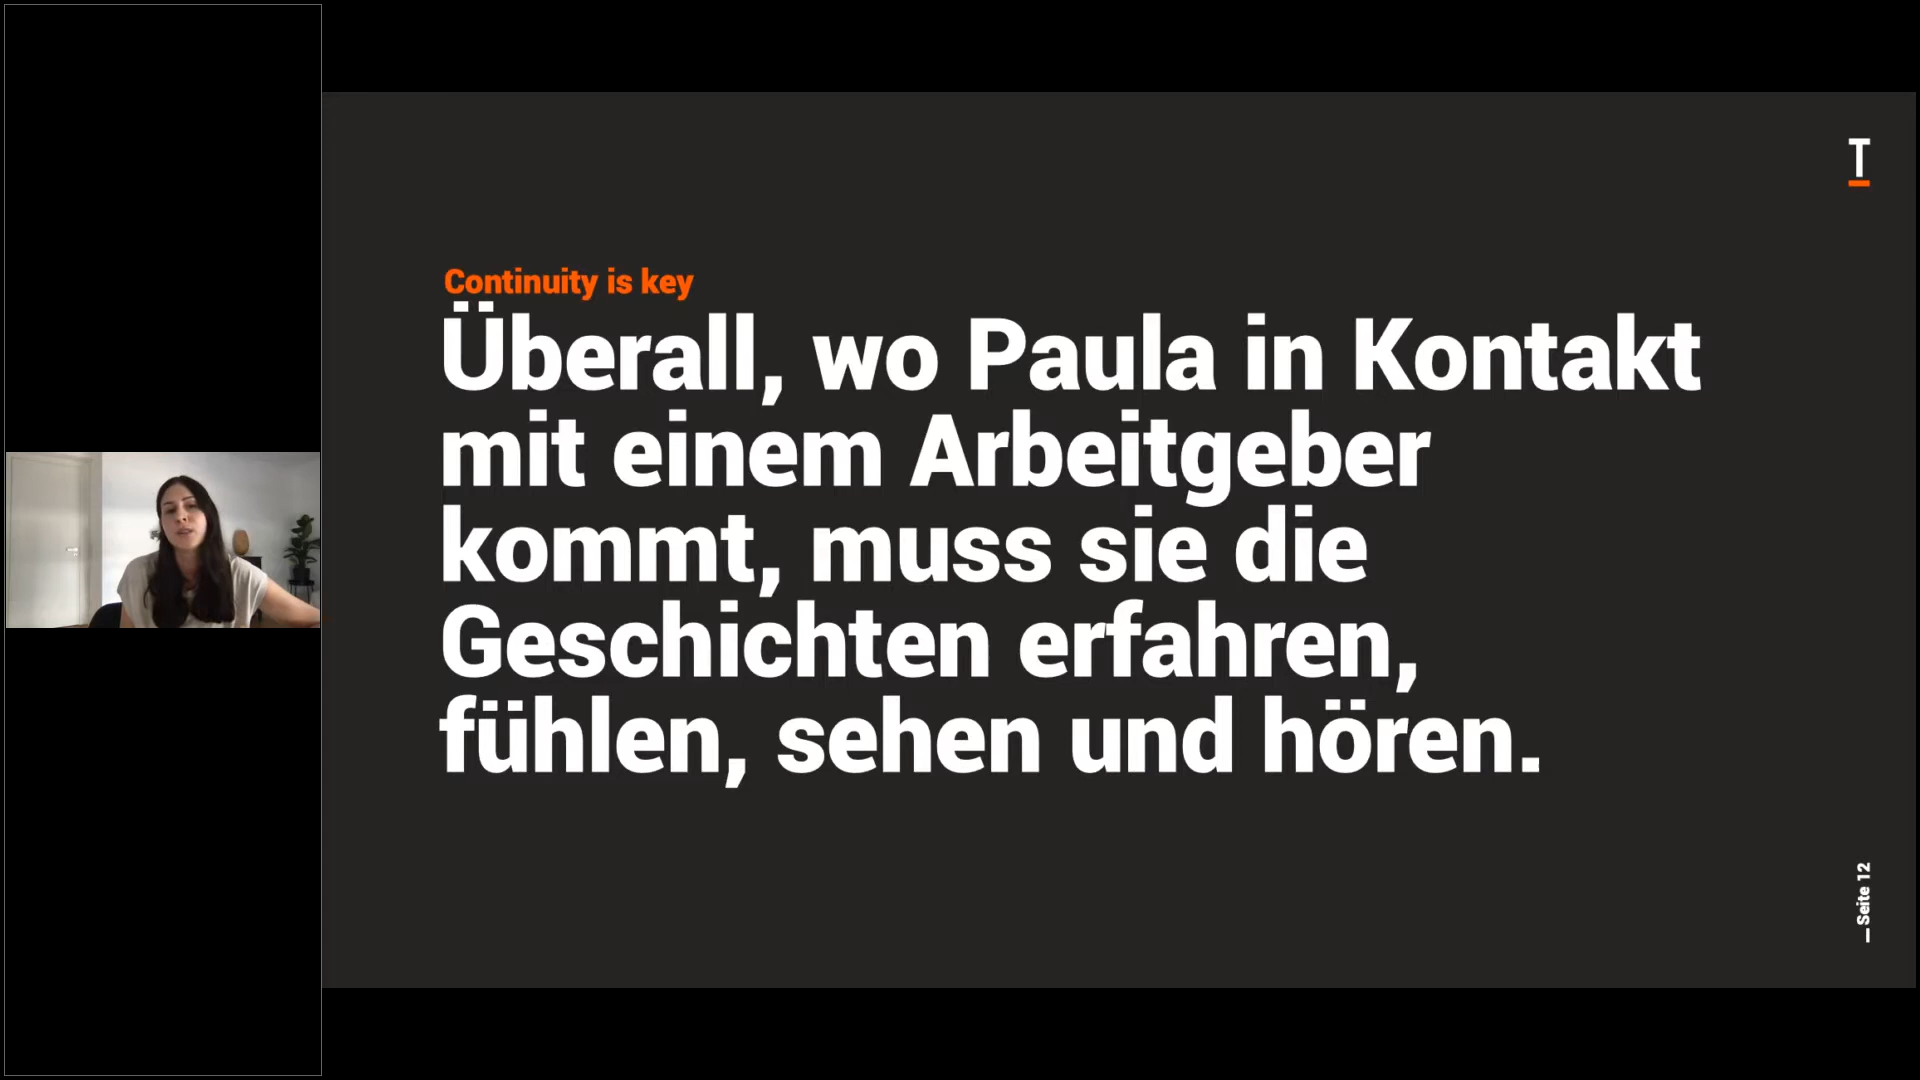 T
Continuity is key
Überall, wo Paula in Kontakt
mit einem Arbeitgeber
kommt, muss sie die
Geschichten erfahren,
fühlen, sehen und hören.
_Seite 12